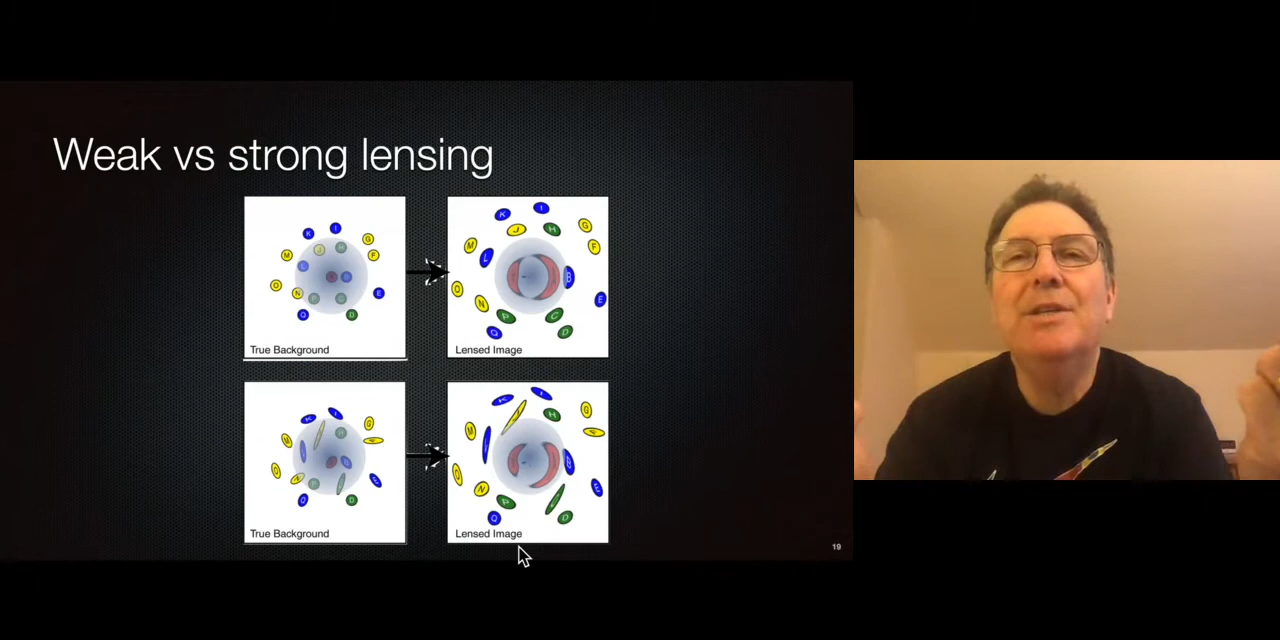 Weak vs strong lensing
K I
J H G
M F
L
B
O N E
P
Q D
True Background
K I
J H G
M F
L
B
O N E
P C
Q D
Lensed Image
K I
G
M H
F
O N
P E
Q D
True Background
K I
H G
M F
O
N E
P
Q D
Lensed Image
19